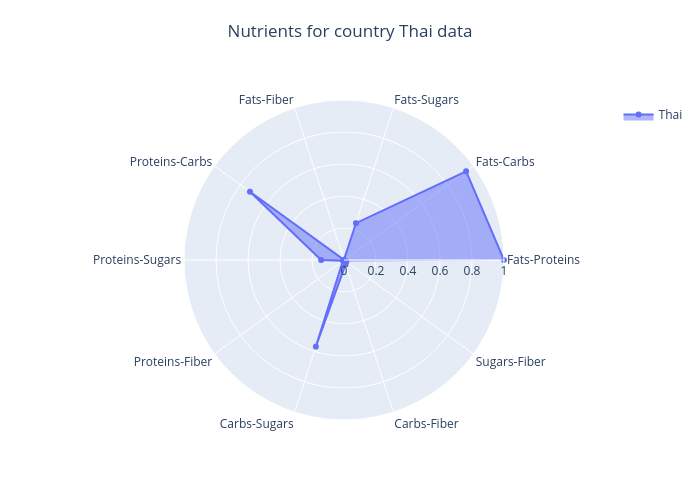 Nutrients for country Thai data
Fats-Fiber
Fats-Sugars
Thai
Proteins-Carbs
Fats-Carbs
Proteins-Sugars
Fats-Proteins
0 0.2 0.4 0.6 0.8 1
Proteins-Fiber
Sugars-Fiber
Carbs-Sugars
Carbs-Fiber